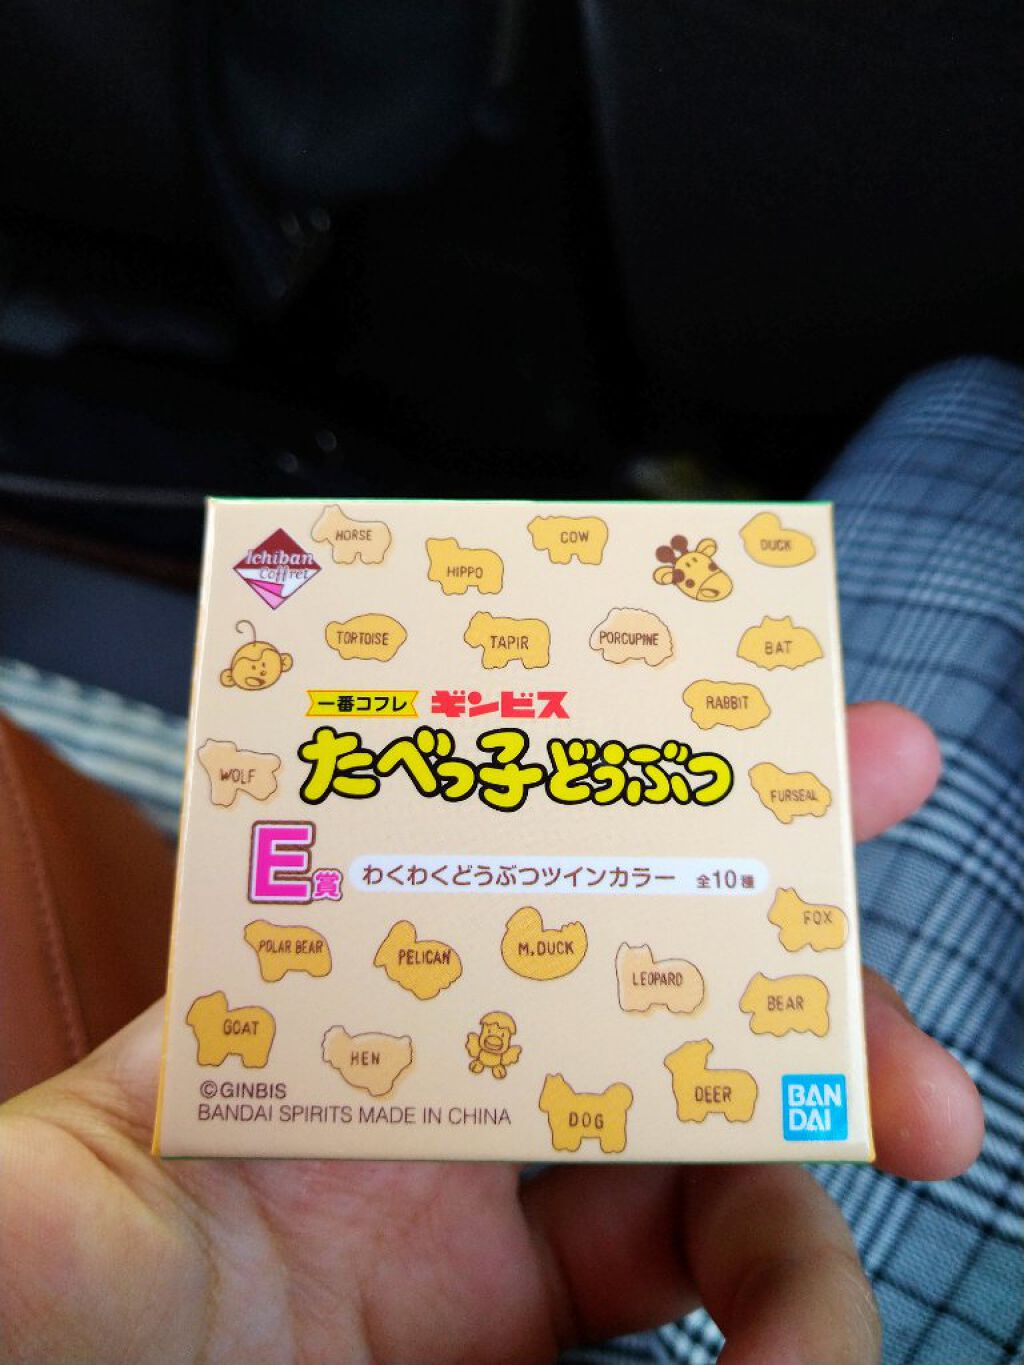 HORSE
COW
DUCK
Ichiban
Coffret
HIPPO
TORTOISE
TAPIR
PORCUPINE
BAT
一番コフレ ギンビス
RABBIT
たべっ子どうぶつ
WOLF
FURSEAL
E賞 わくわくどうぶつツインカラー 全10種
FOX
POLAR BEAR
PELICAN
M.DUCK
LEOPARD
BEAR
GOAT
HEN
DEER
DOG
©GINBIS
BANDAI SPIRITS MADE IN CHINA
BAN
DAI